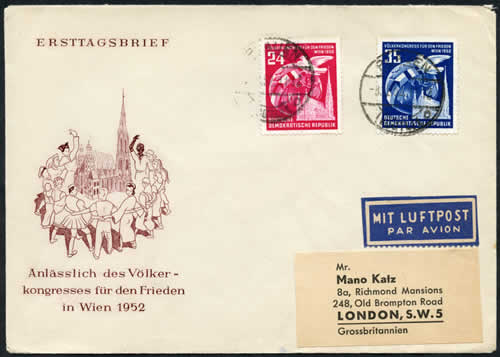 ERSTTAGSBRIEF
24
VÖLKERKONGRESS FÜR DEN FRIEDEN
WIEN 1952
DEUTSCHE
DEMOKRATISCHE REPUBLIK
35
VÖLKERKONGRESS FÜR DEN FRIEDEN
WIEN 1952
DEUTSCHE
DEMOKRATISCHE REPUBLIK
Anlässlich des Völker-
kongresses für den Frieden
in Wien 1952
MIT LUFTPOST
PAR AVION
Mr.
Mano Katz
8a, Richmond Mansions
248, Old Brompton Road
LONDON, S.W. 5
Grossbritannien